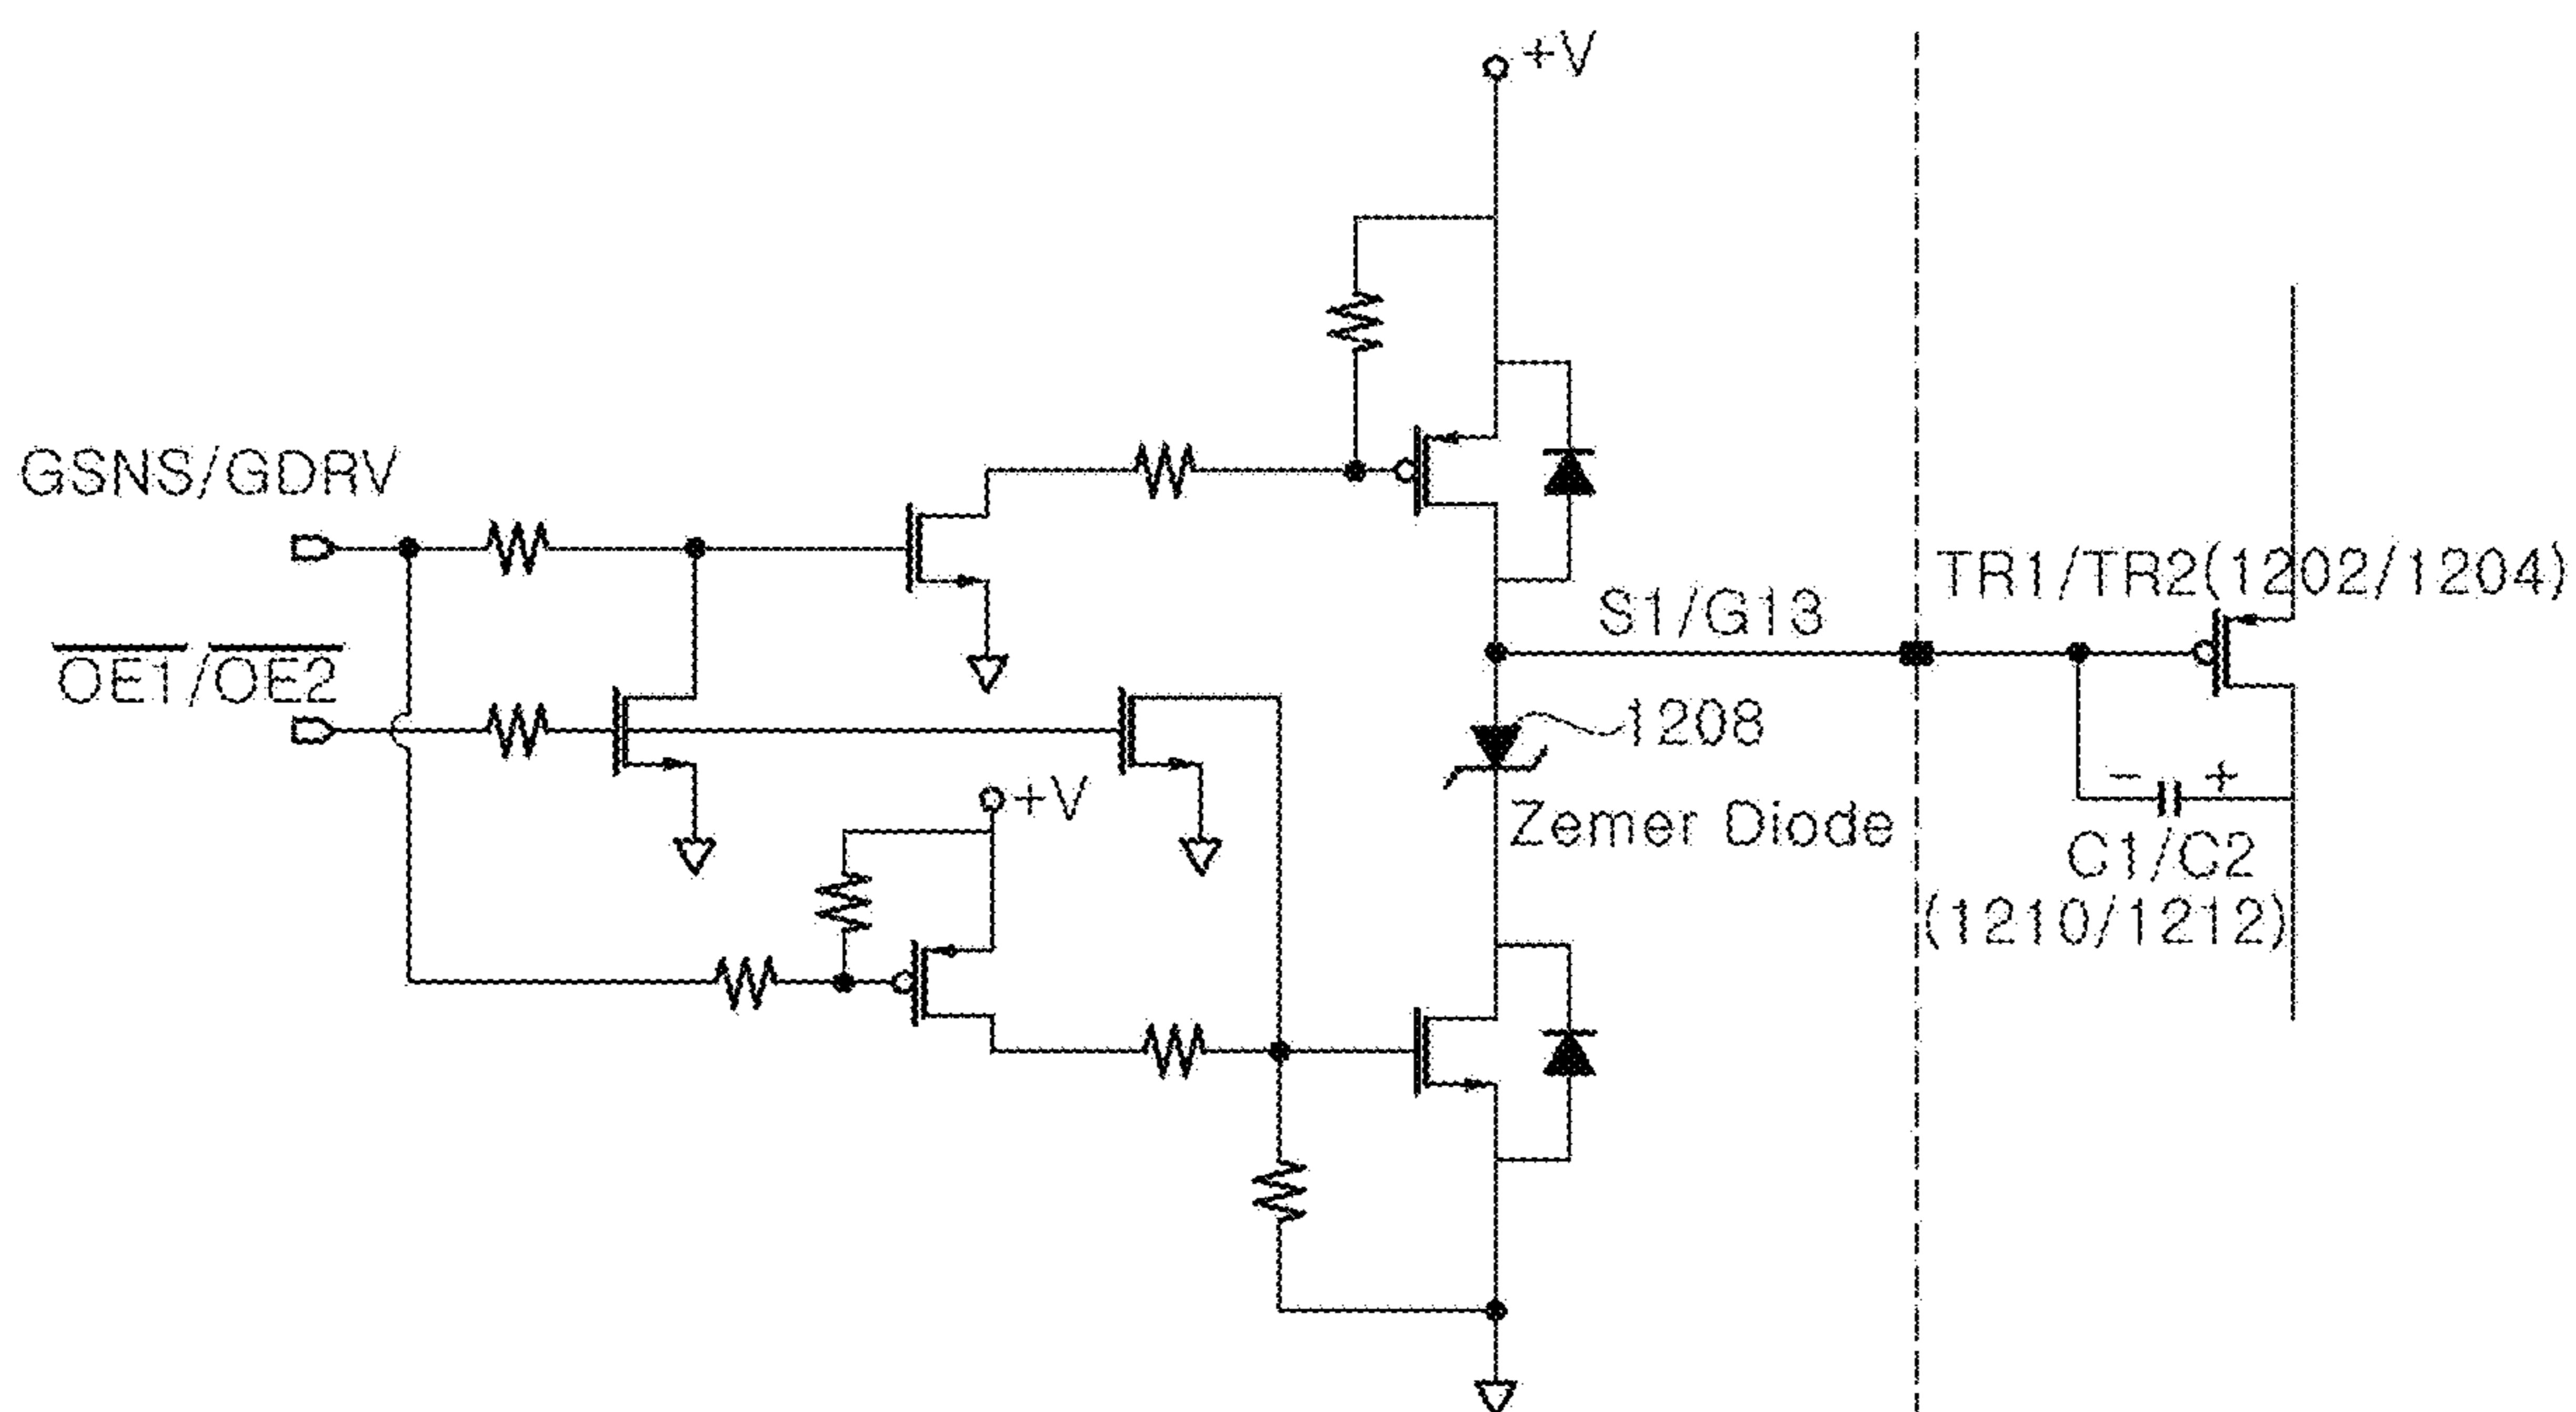 +V
GSNS/GDRV
TR1/TR2(1202/1204)
S1/G13
OE1/OE2
1208
+V
Zemer Diode
- +
C1/C2
(1210/1212)